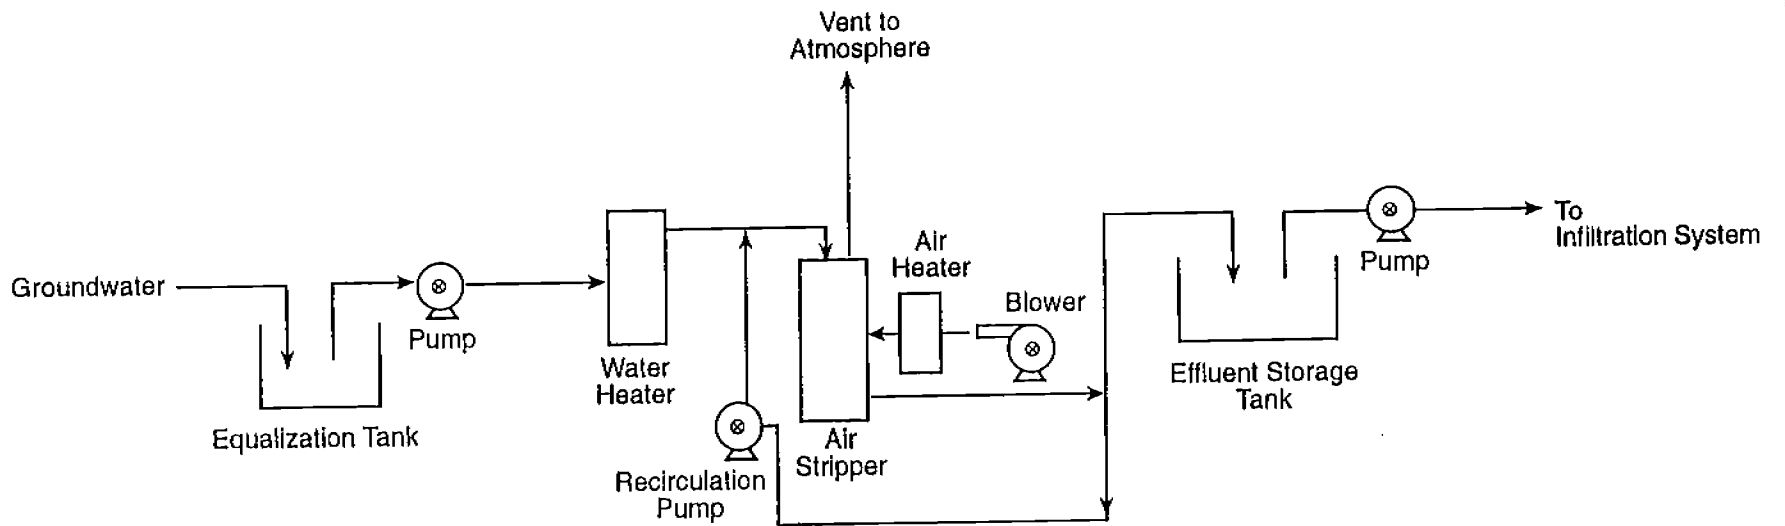 Vent to
Atmosphere
Groundwater
Equalization Tank
Pump
Water
Heater
Recirculation
Pump
Air
Stripper
Air
Heater
Blower
Effluent Storage
Tank
Pump
To
Infiltration System